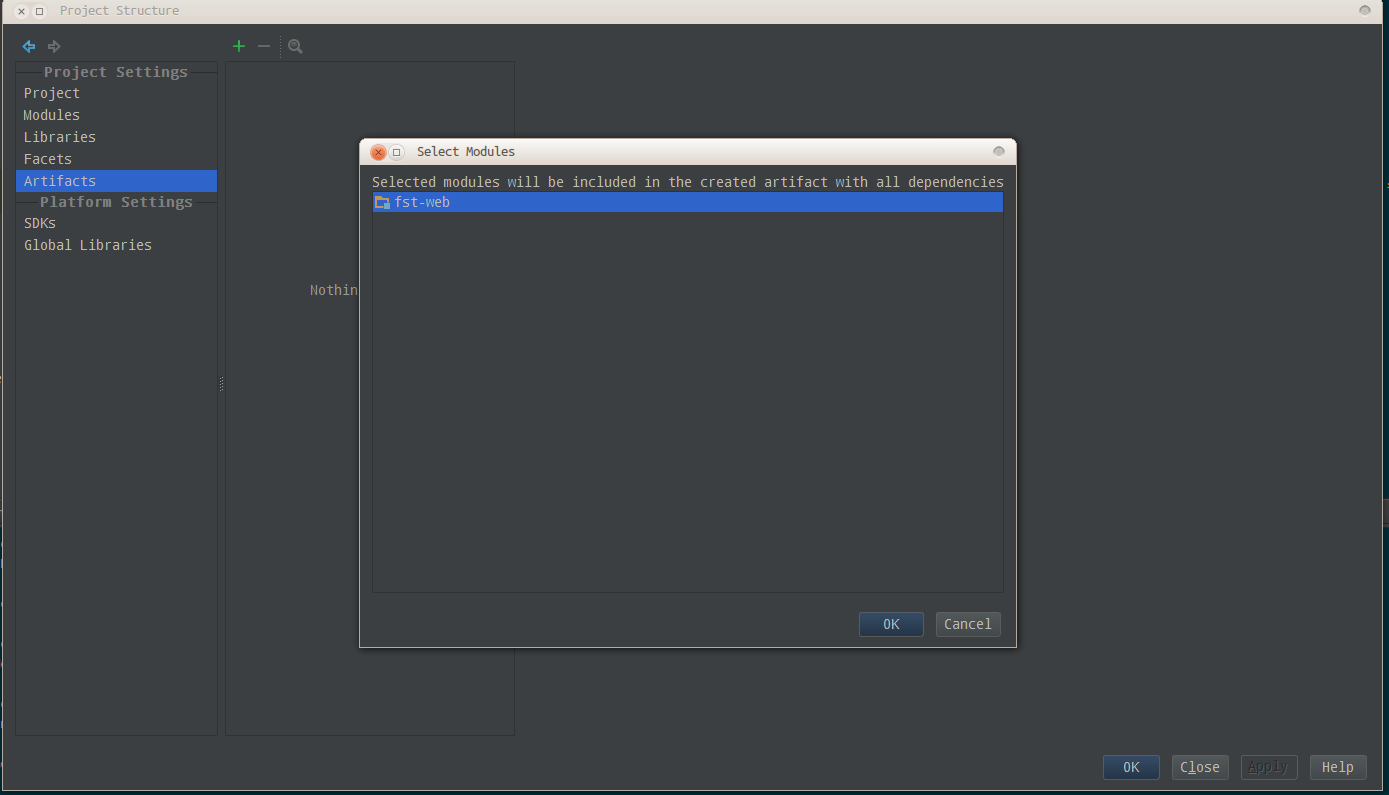 Project Structure
Project Settings
Project
Modules
Libraries
Facets
Artifacts
Platform Settings
SDKs
Global Libraries
Nothin
Select Modules
Selected modules will be included in the created artifact with all dependencies
fst-web
OK
Cancel
OK
Close
Apply
Help